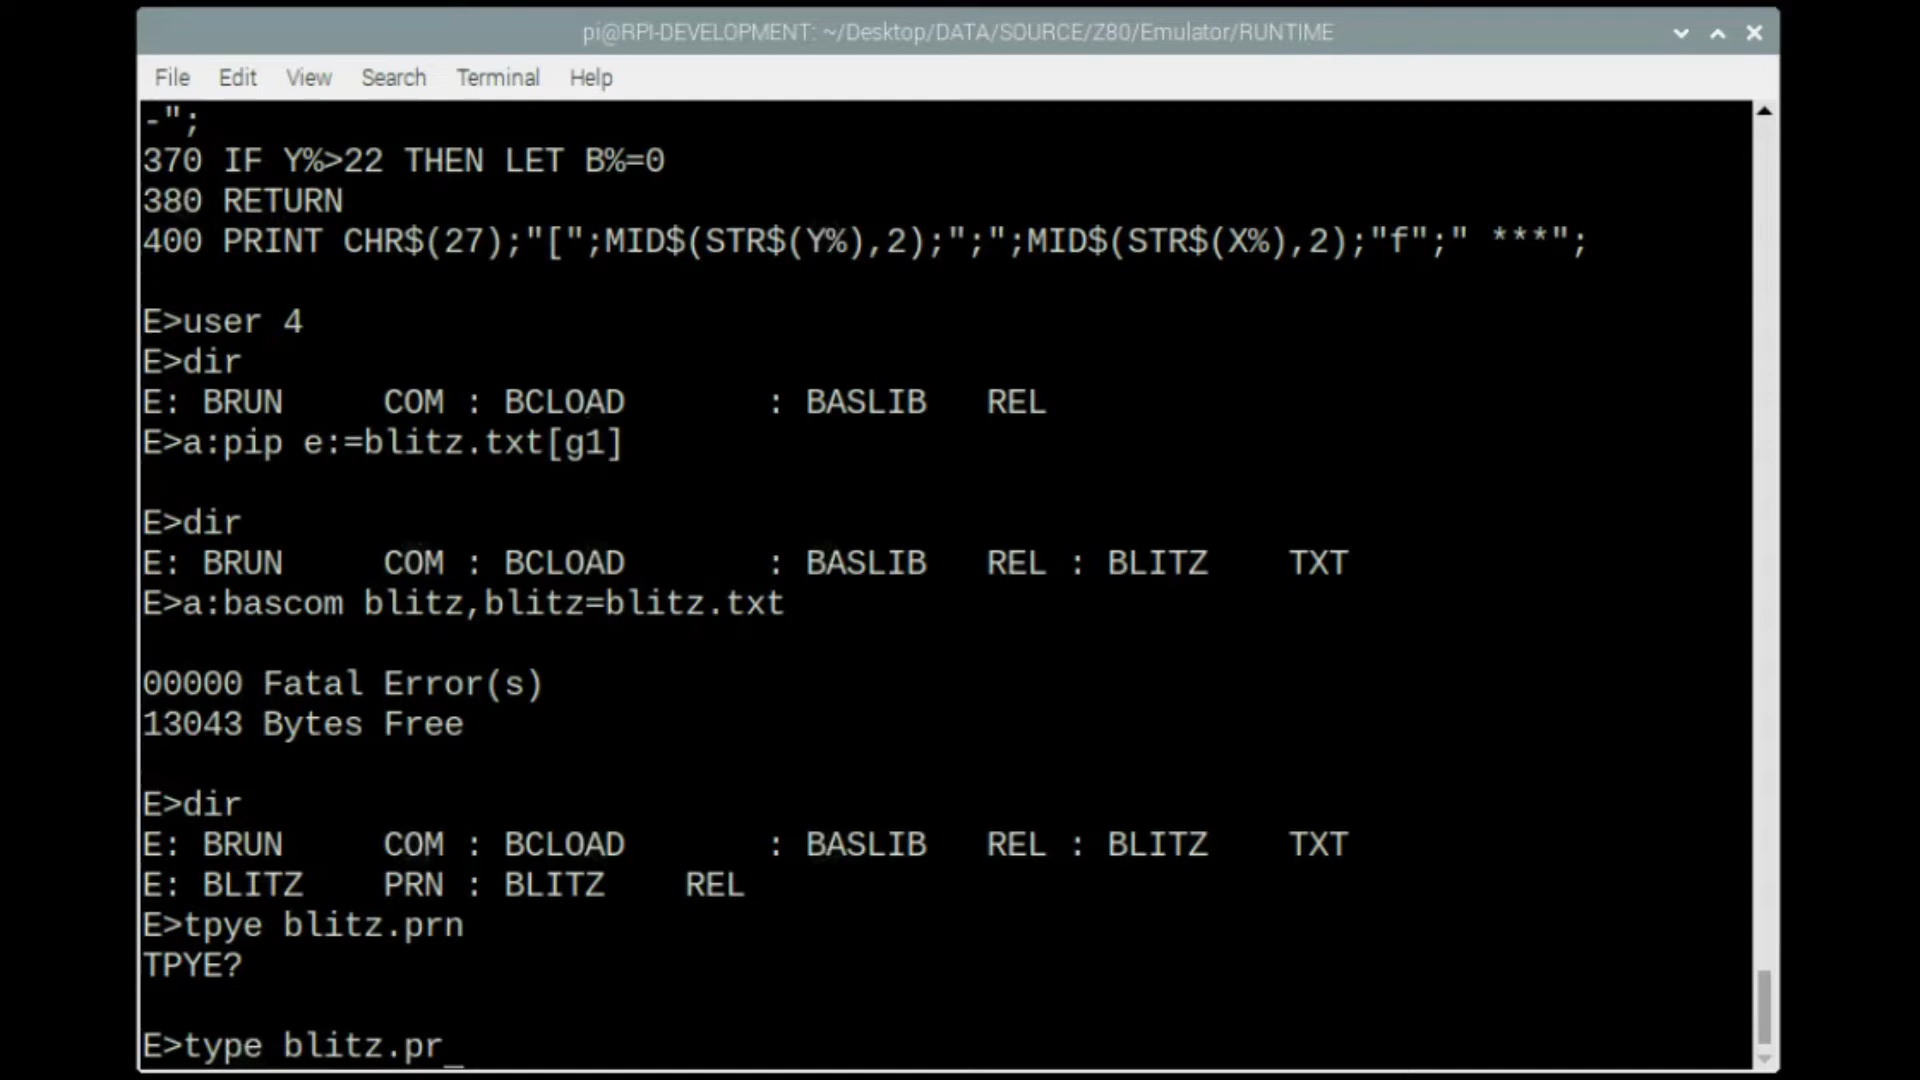 pi@RPI-DEVELOPMENT: ~/Desktop/DATA/SOURCE/Z80/Emulator/RUNTIME
File Edit View Search Terminal Help
-";
370 IF Y%>22 THEN LET B%=0
380 RETURN
400 PRINT CHR$(27);"[";MID$(STR$(Y%),2);";";MID$(STR$(X%),2);"f";" ***";
E>user 4
E>dir
E: BRUN     COM : BCLOAD       : BASLIB   REL
E>a:pip e:=blitz.txt[g1]
E>dir
E: BRUN     COM : BCLOAD       : BASLIB   REL : BLITZ    TXT
E>a:bascom blitz,blitz=blitz.txt
00000 Fatal Error(s)
13043 Bytes Free
E>dir
E: BRUN     COM : BCLOAD       : BASLIB   REL : BLITZ    TXT
E: BLITZ    PRN : BLITZ    REL
E>tpye blitz.prn
TPYE?
E>type blitz.pr_